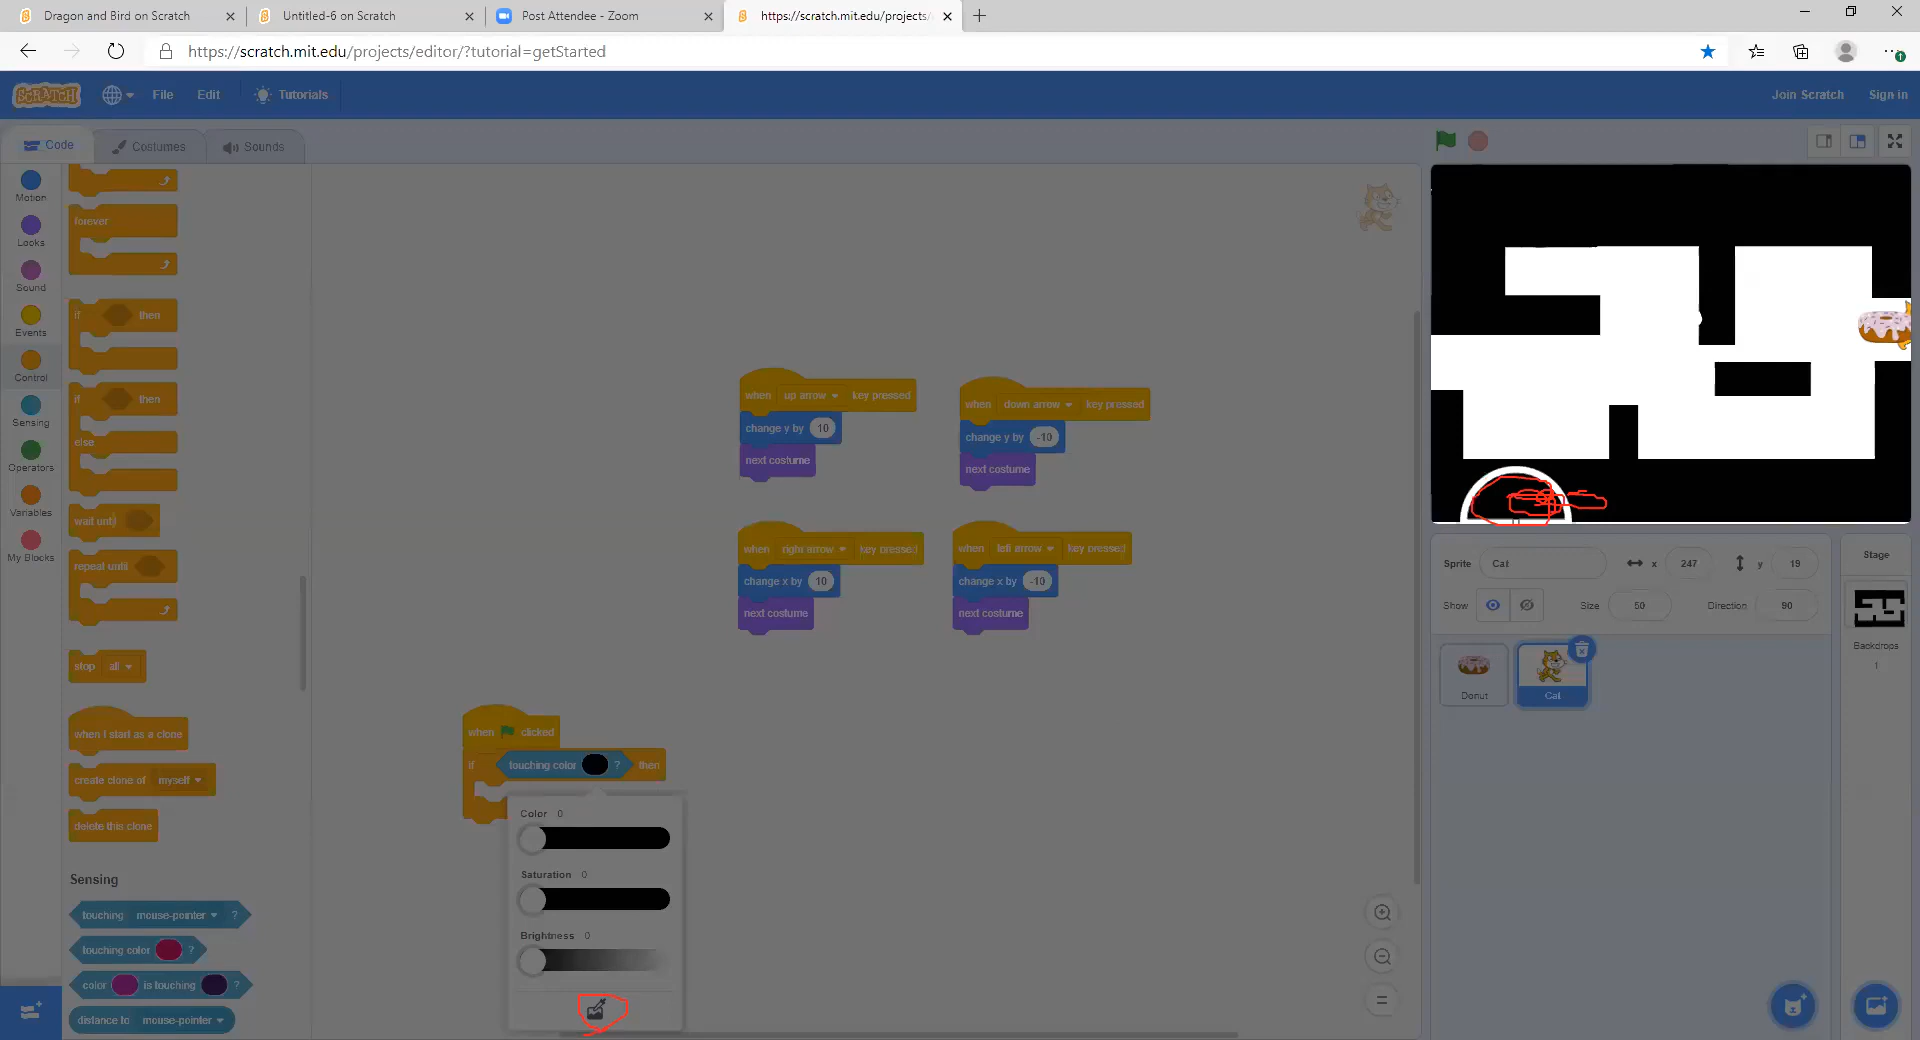 Dragon and Bird on Scratch
Untitled-6 on Scratch
Post Attendee - Zoom
https://scratch.mit.edu/projects/
https://scratch.mit.edu/projects/editor/?tutorial=getStarted
SCRATCH
File
Edit
Tutorials
Join Scratch
Sign in
Code
Costumes
Sounds
Motion
Looks
Sound
Events
Control
Sensing
Operators
Variables
My Blocks
forever
if then
if then
else
wait until
repeat until
stop all
when I start as a clone
create clone of myself
delete this clone
Sensing
touching mouse-pointer ?
touching color ?
color is touching ?
distance to mouse-pointer
when up arrow key pressed
change y by 10
next costume
when down arrow key pressed
change y by -10
next costume
when right arrow key pressed
change x by 10
next costume
when left arrow key pressed
change x by -10
next costume
when clicked
if touching color ? then
Color 0
Saturation 0
Brightness 0
Sprite Cat x 247 y 19
Show Size 50 Direction 90
Donut
Cat
Stage
Backdrops
1